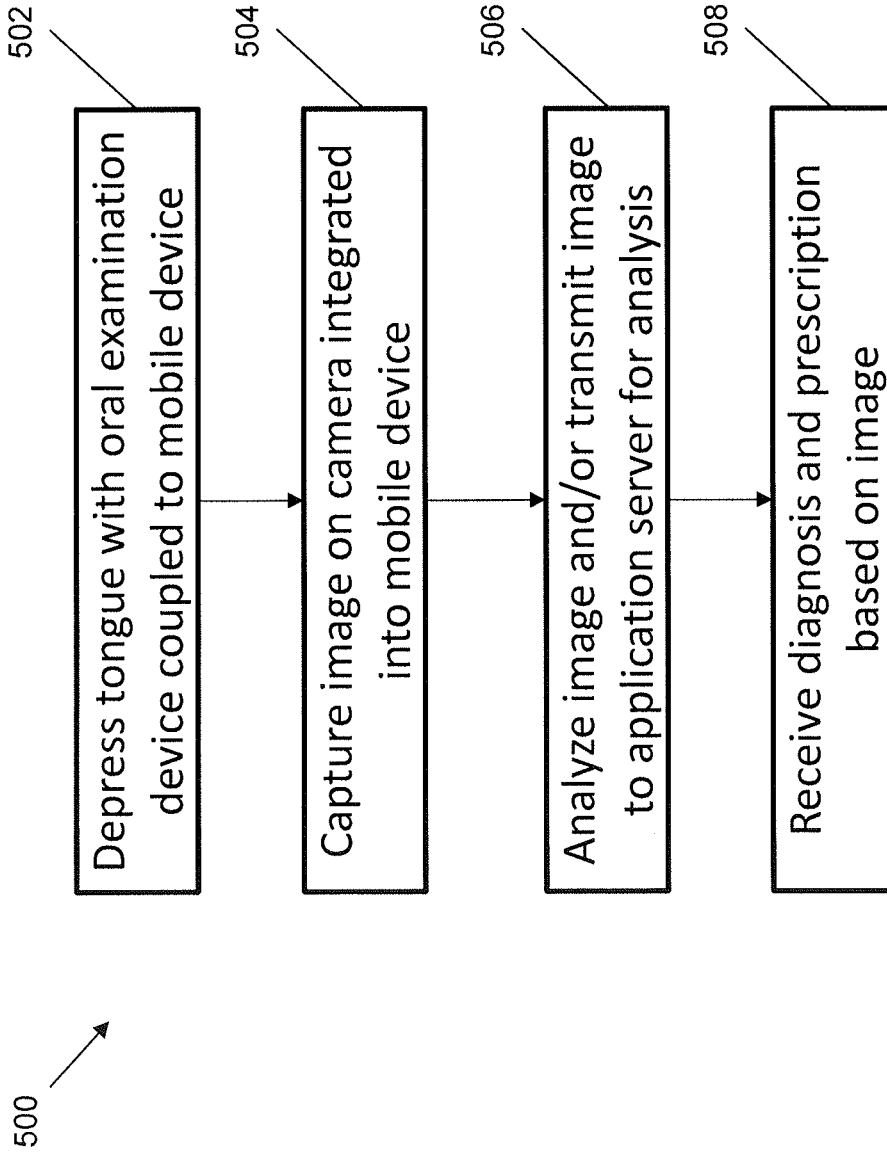 500
502
Depress tongue with oral examination
device coupled to mobile device
504
Capture image on camera integrated
into mobile device
506
Analyze image and/or transmit image
to application server for analysis
508
Receive diagnosis and prescription
based on image